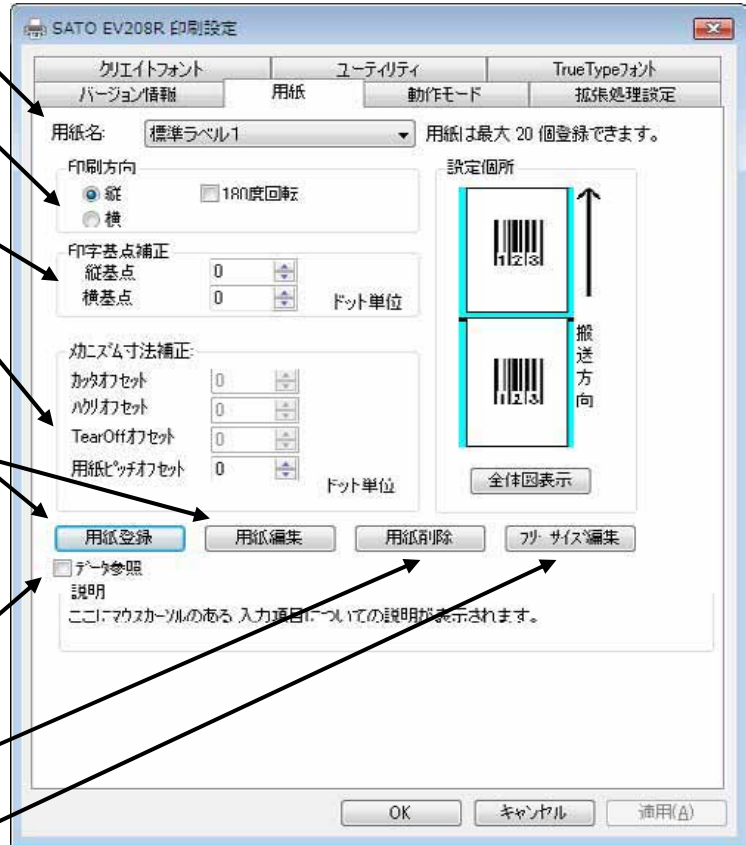 SATO EV208R 印刷設定
クリエイトフォント ユーティリティ TrueTypeフォント
バージョン情報 用紙 動作モード 拡張処理設定
用紙名: 標準ラベル1 用紙は最大 20 個登録できます。
印刷方向
縦 180度回転
横
印字基点補正
縦基点 0
横基点 0 ドット単位
メカニズム寸法補正:
カッタオフセット 0
ハクリオフセット 0
TearOffオフセット 0
用紙ピッチオフセット 0 ドット単位
設定個所
123
123
搬送方向
全体図表示
用紙登録 用紙編集 用紙削除 フリーサイズ編集
データ参照
説明
ここにマウスカーソルのある 入力項目についての説明が表示されます。
OK キャンセル 適用(A)